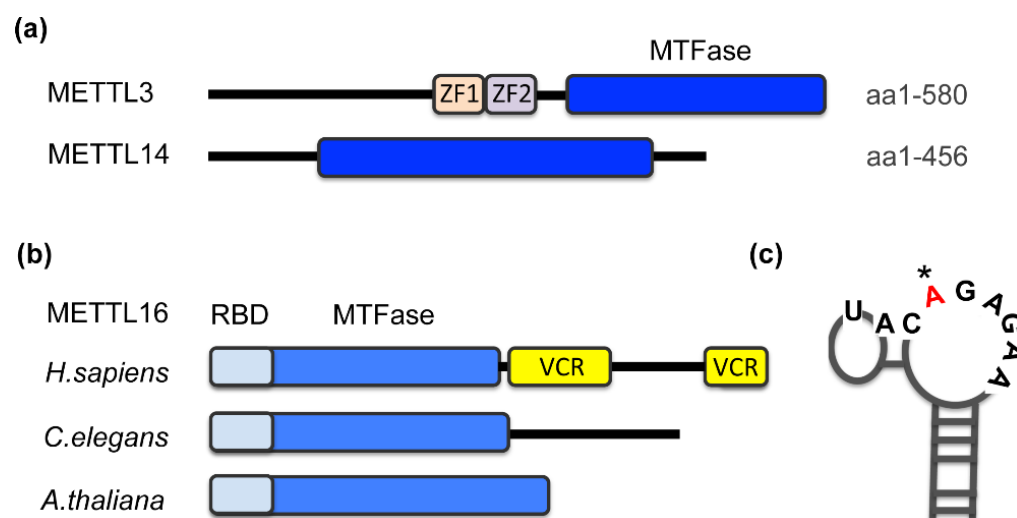 (a)
MTFase
METTL3 ZF1 ZF2 aa1-580
METTL14 aa1-456
(b) (c)
METTL16 RBD MTFase
H.sapiens VCR VCR
C.elegans
A.thaliana
*
U A C A G A G A A